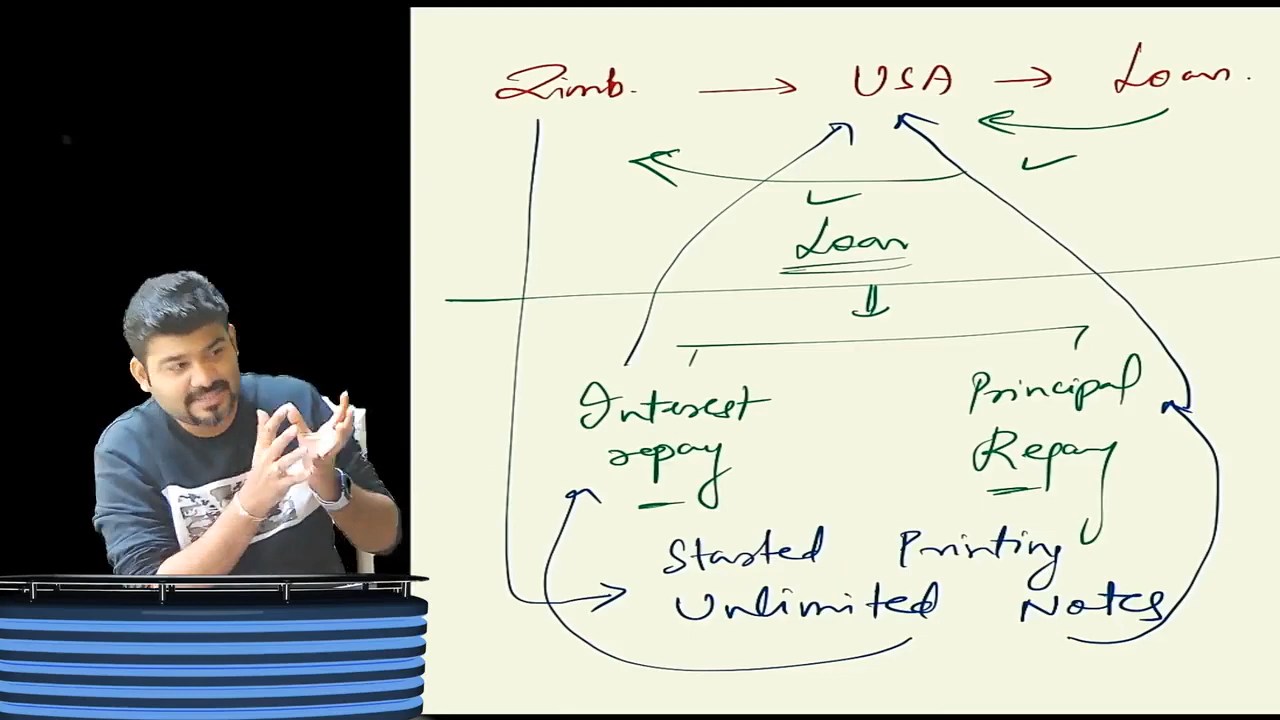 Zimb. → USA → Loan.
Loan
Interest
repay
Principal
Repay
Started Printing
Unlimited Notes